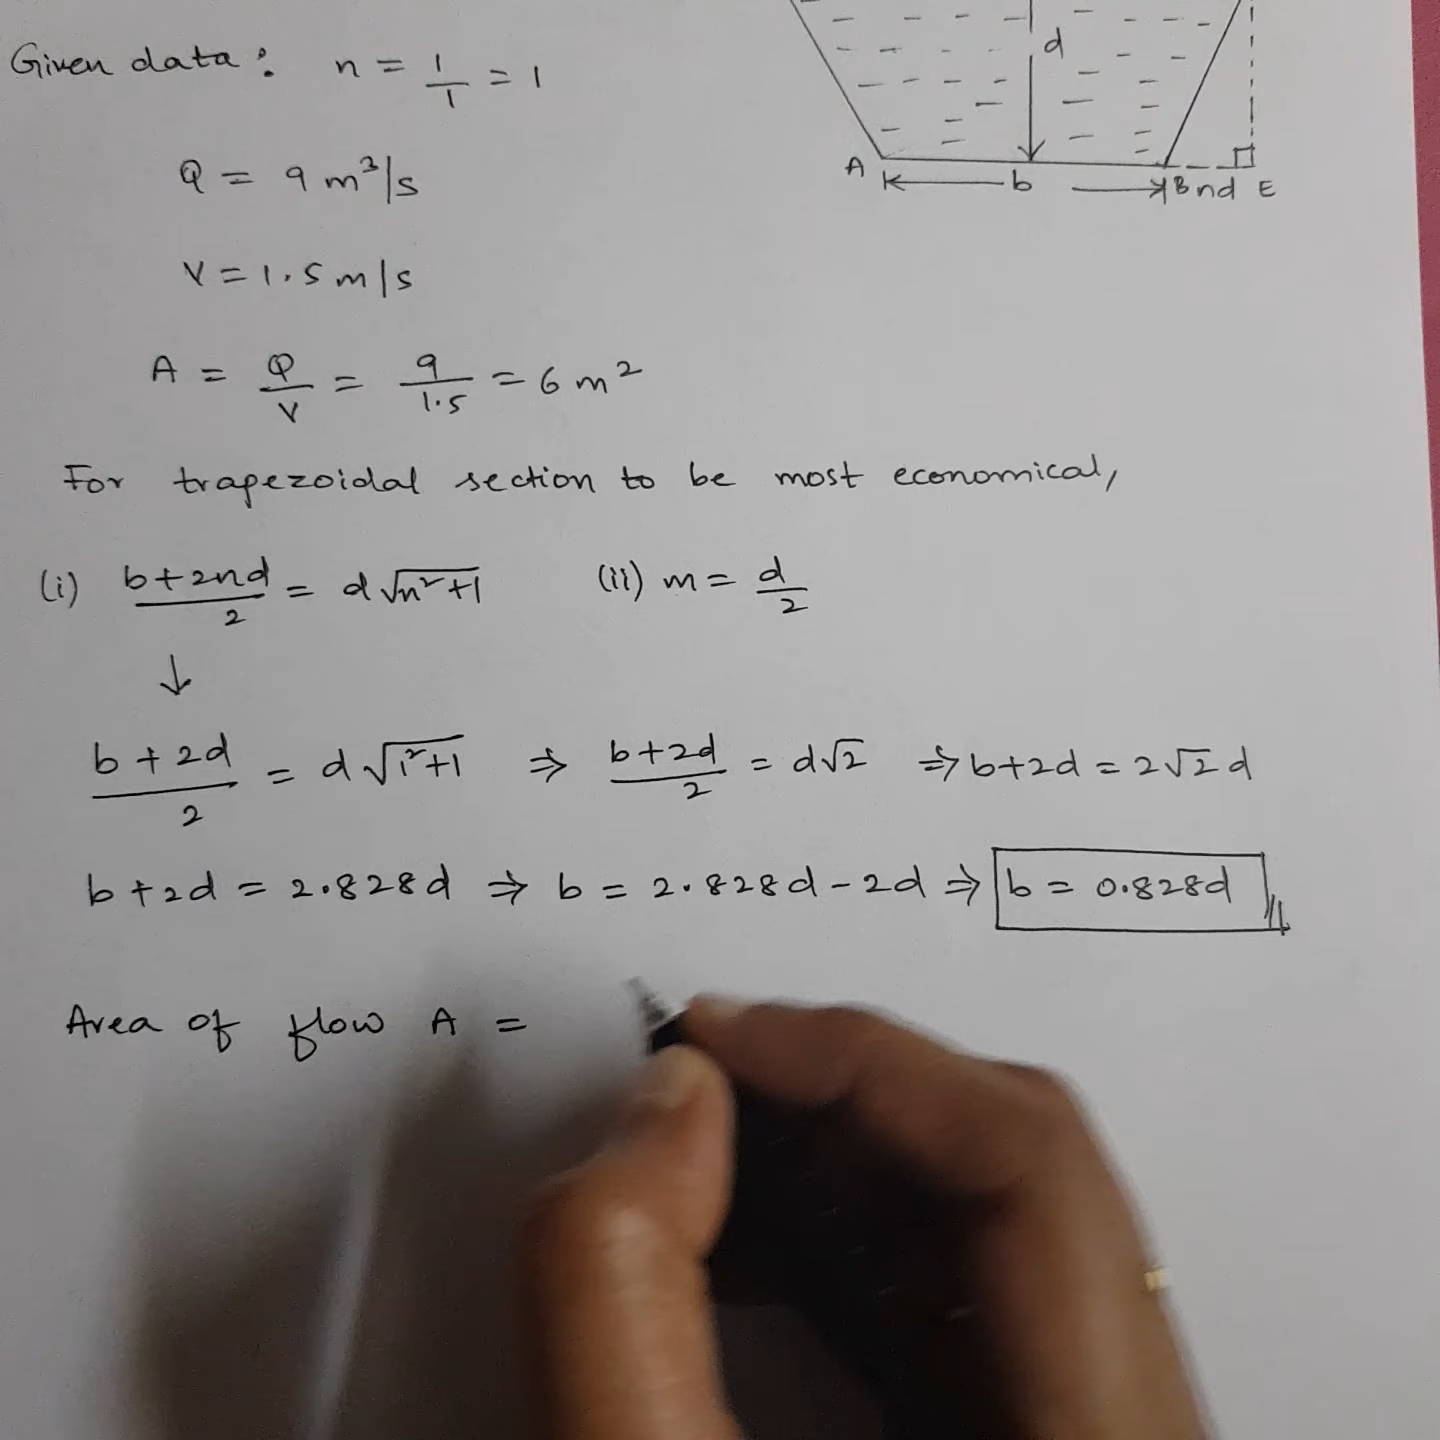 Given data: n = 1/1 = 1
d
A b B nd E
Q = 9 m³/s
V = 1.5 m/s
A = Q/V = 9/1.5 = 6 m²
For trapezoidal section to be most economical,
(i) b+2nd/2 = d√n²+1 (ii) m = d/2
↓
b+2d/2 = d√1²+1 ⇒ b+2d/2 = d√2 ⇒ b+2d = 2√2 d
b+2d = 2.828d ⇒ b = 2.828d-2d ⇒ b = 0.828d
Area of flow A =